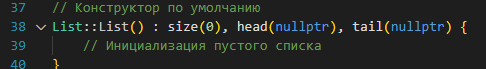 37 // Конструктор по умолчанию
38 List::List() : size(0), head(nullptr), tail(nullptr) {
39 // Инициализация пустого списка
40 }